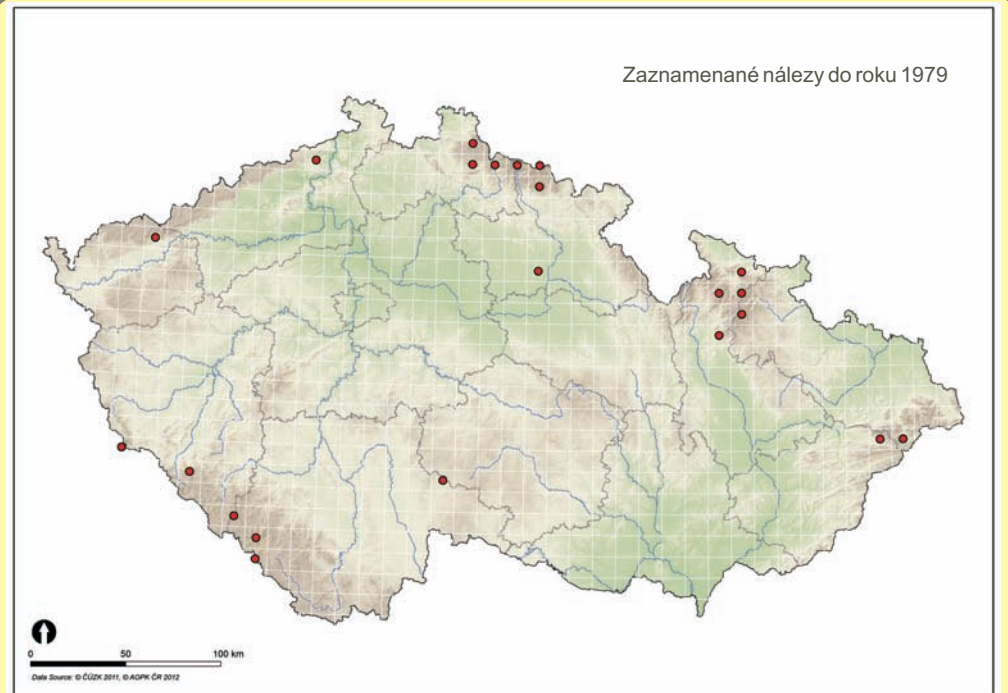 Zaznamenané nálezy do roku 1979
0 50 100 km
Data Source: © ČÚZK 2011, © AOPK ČR 2012